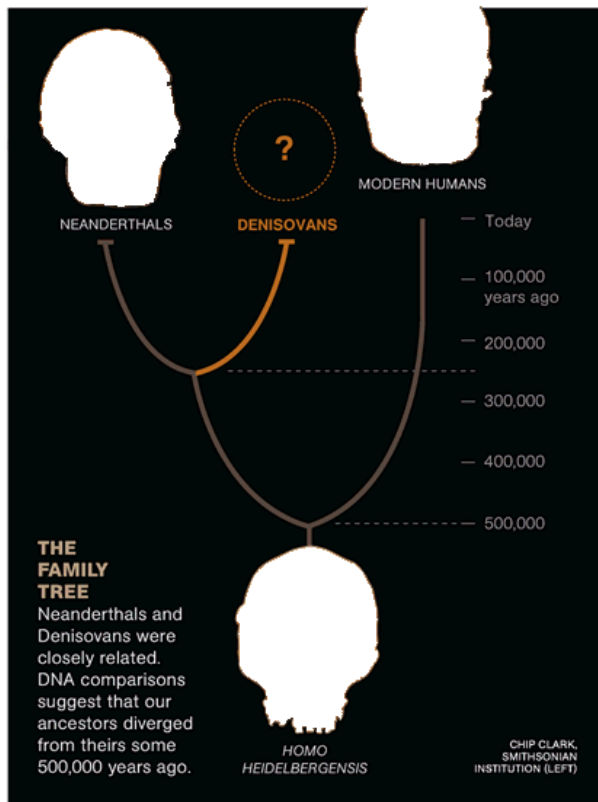 ?
NEANDERTHALS
DENISOVANS
MODERN HUMANS
Today
100,000
years ago
200,000
300,000
400,000
500,000
THE
FAMILY
TREE
Neanderthals and
Denisovans were
closely related.
DNA comparisons
suggest that our
ancestors diverged
from theirs some
500,000 years ago.
HOMO
HEIDELBERGENSIS
CHIP CLARK,
SMITHSONIAN
INSTITUTION (LEFT)